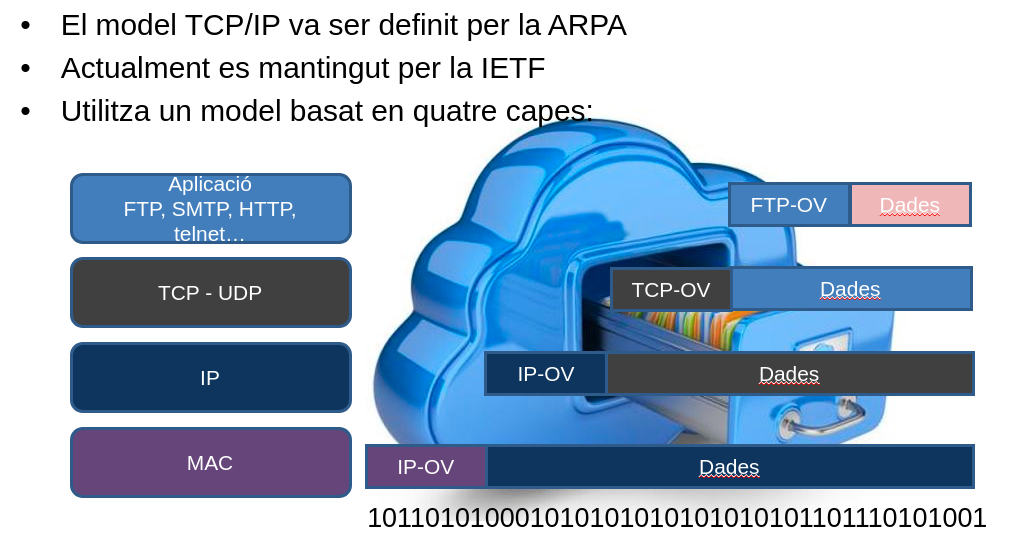 • El model TCP/IP va ser definit per la ARPA
• Actualment es mantingut per la IETF
• Utilitza un model basat en quatre capes:
Aplicació
FTP, SMTP, HTTP,
telnet…
FTP-OV Dades
TCP - UDP
TCP-OV Dades
IP
IP-OV Dades
MAC
IP-OV Dades
101101010001010101010101010101011011101010​01